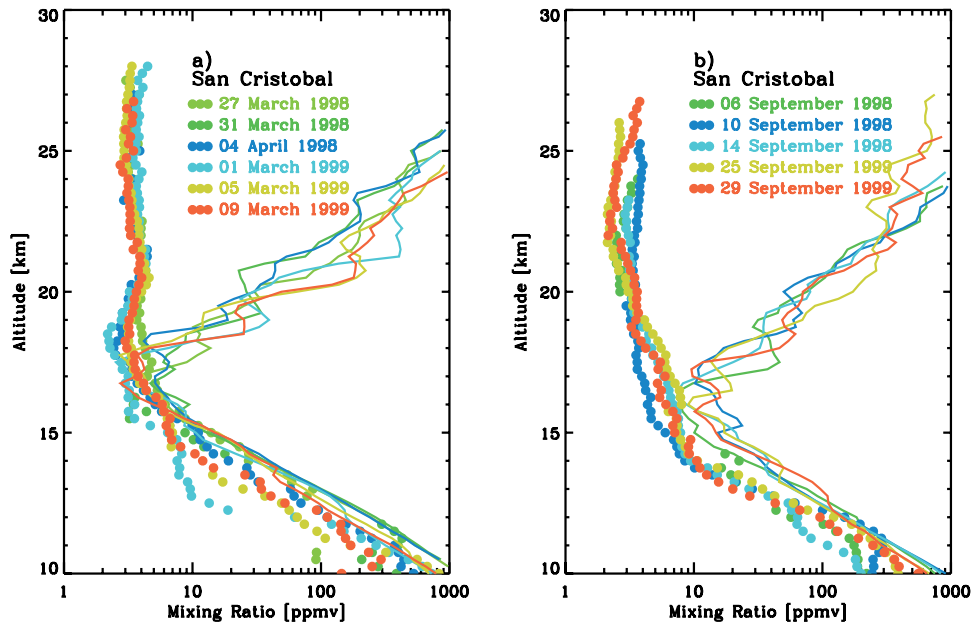 a)
San Cristobal
27 March 1998
31 March 1998
04 April 1998
01 March 1999
05 March 1999
09 March 1999
30
25
20
15
10
Altitude [km]
1 10 100 1000
Mixing Ratio [ppmv]
b)
San Cristobal
06 September 1998
10 September 1998
14 September 1998
25 September 1999
29 September 1999
30
25
20
15
10
Altitude [km]
1 10 100 1000
Mixing Ratio [ppmv]